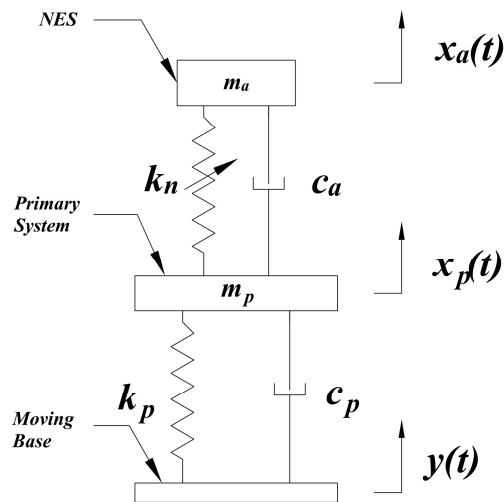 NES
m_a
x_a(t)
k_n
c_a
Primary
System
m_p
x_p(t)
k_p
c_p
Moving
Base
y(t)